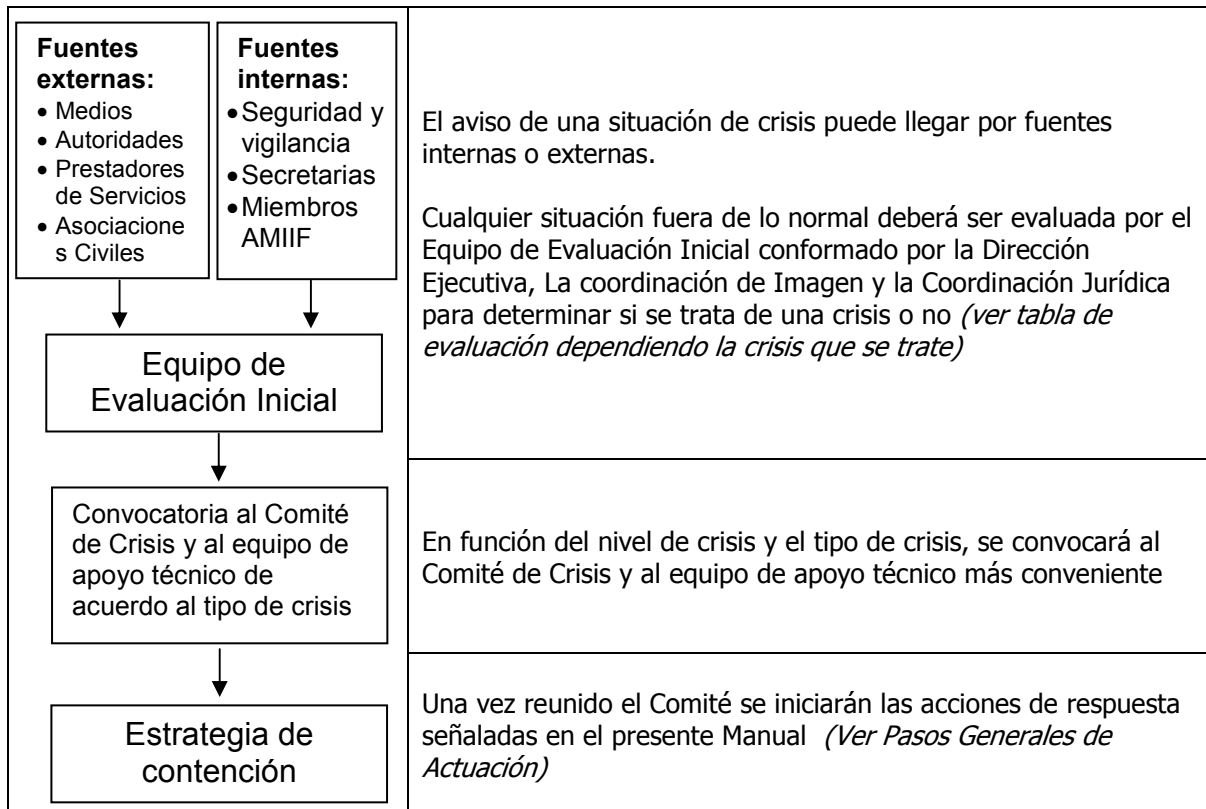 Fuentes
externas:
• Medios
• Autoridades
• Prestadores
de Servicios
• Asociacione
s Civiles
Fuentes
internas:
• Seguridad y
vigilancia
• Secretarias
• Miembros
AMIIF
El aviso de una situación de crisis puede llegar por fuentes
internas o externas.
Cualquier situación fuera de lo normal deberá ser evaluada por el
Equipo de Evaluación Inicial conformado por la Dirección
Ejecutiva, La coordinación de Imagen y la Coordinación Jurídica
para determinar si se trata de una crisis o no (ver tabla de
evaluación dependiendo la crisis que se trate)
Equipo de
Evaluación Inicial
Convocatoria al Comité
de Crisis y al equipo de
apoyo técnico de
acuerdo al tipo de crisis
En función del nivel de crisis y el tipo de crisis, se convocará al
Comité de Crisis y al equipo de apoyo técnico más conveniente
Estrategia de
contención
Una vez reunido el Comité se iniciarán las acciones de respuesta
señaladas en el presente Manual (Ver Pasos Generales de
Actuación)